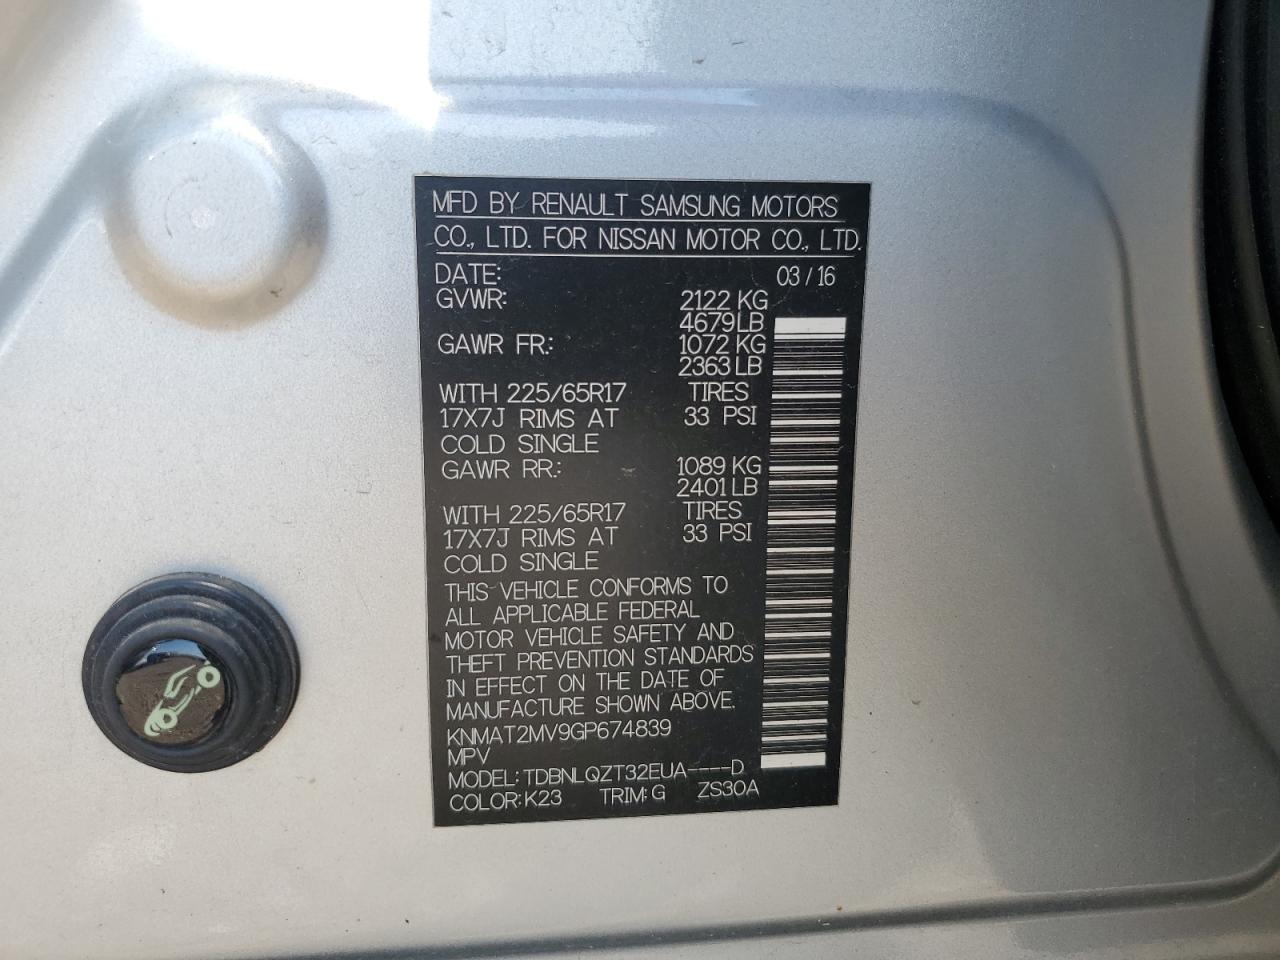 MFD BY RENAULT SAMSUNG MOTORS
CO., LTD. FOR NISSAN MOTOR CO., LTD.
DATE: 03 / 16
GVWR: 2122 KG
4679 LB
GAWR FR.: 1072 KG
2363 LB
WITH 225/65R17 TIRES
17X7J RIMS AT 33 PSI
COLD SINGLE
GAWR RR.: 1089 KG
2401 LB
WITH 225/65R17 TIRES
17X7J RIMS AT 33 PSI
COLD SINGLE
THIS VEHICLE CONFORMS TO
ALL APPLICABLE FEDERAL
MOTOR VEHICLE SAFETY AND
THEFT PREVENTION STANDARDS
IN EFFECT ON THE DATE OF
MANUFACTURE SHOWN ABOVE.
KNMAT2MV9GP674839
MPV
MODEL: TDBNLQZT32EUA----D
COLOR: K23 TRIM: G ZS30A